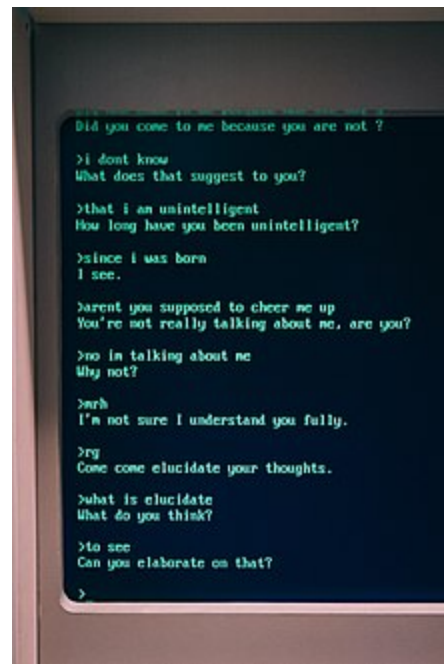 Did you come to me because you are not ?
>i dont know
What does that suggest to you?
>that i am unintelligent
How long have you been unintelligent?
>since i was born
I see.
>arent you supposed to cheer me up
You're not really talking about me, are you?
>no im talking about me
Why not?
>mrh
I'm not sure I understand you fully.
>rg
Come come elucidate your thoughts.
>what is elucidate
What do you think?
>to see
Can you elaborate on that?
>_